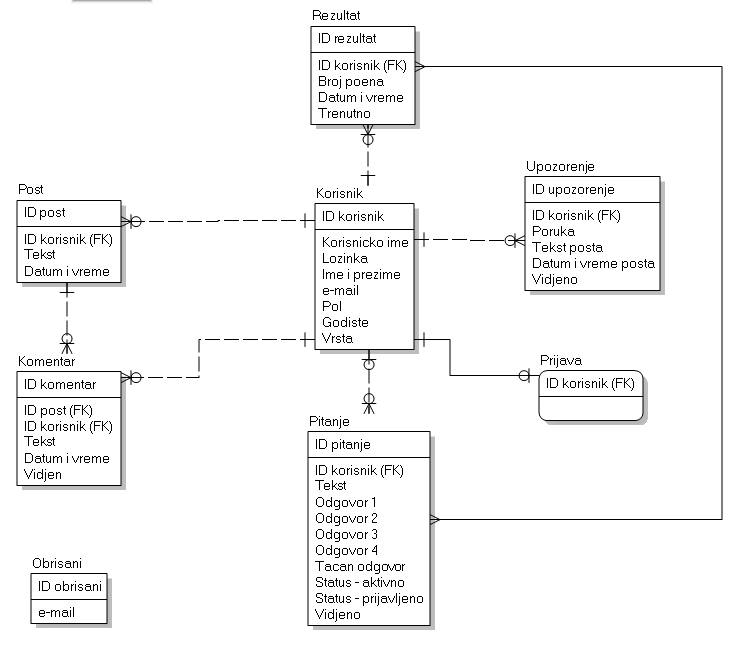 Rezultat
ID rezultat
ID korisnik (FK)
Broj poena
Datum i vreme
Trenutno
Upozorenje
ID upozorenje
ID korisnik (FK)
Poruka
Tekst posta
Datum i vreme posta
Vidjeno
Post
ID post
ID korisnik (FK)
Tekst
Datum i vreme
Korisnik
ID korisnik
Korisnicko ime
Lozinka
Ime i prezime
e-mail
Pol
Godiste
Vrsta
Komentar
ID komentar
ID post (FK)
ID korisnik (FK)
Tekst
Datum i vreme
Vidjen
Prijava
ID korisnik (FK)
Pitanje
ID pitanje
ID korisnik (FK)
Tekst
Odgovor 1
Odgovor 2
Odgovor 3
Odgovor 4
Tacan odgovor
Status - aktivno
Status - prijavljeno
Vidjeno
Obrisani
ID obrisani
e-mail